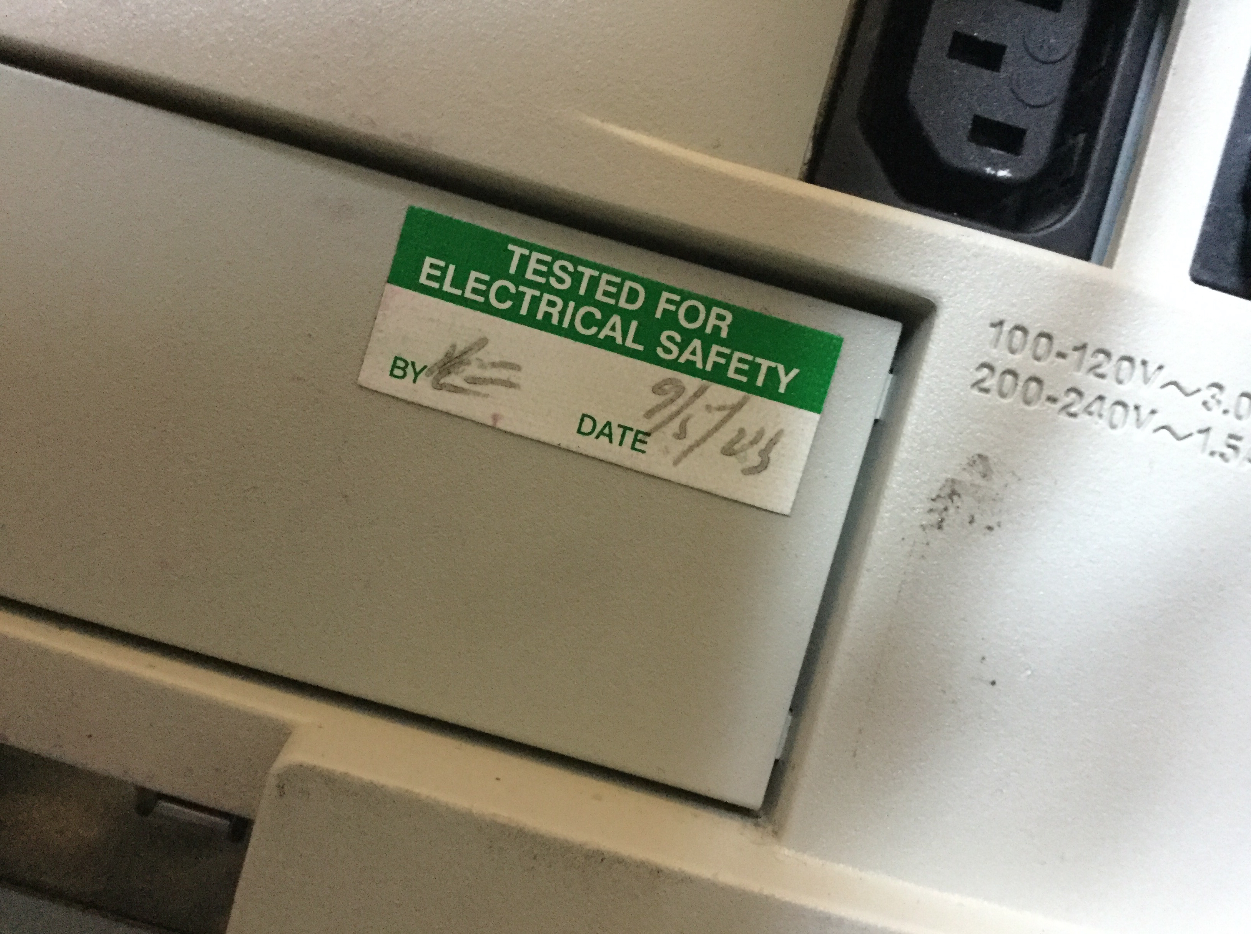 TESTED FOR
ELECTRICAL SAFETY
BY
DATE
100-120V~3.0
200-240V~1.5